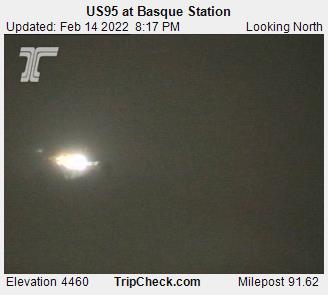 US95 at Basque Station
Updated: Feb 14 2022 8:17 PM Looking North
Elevation 4460 TripCheck.com Milepost 91.62